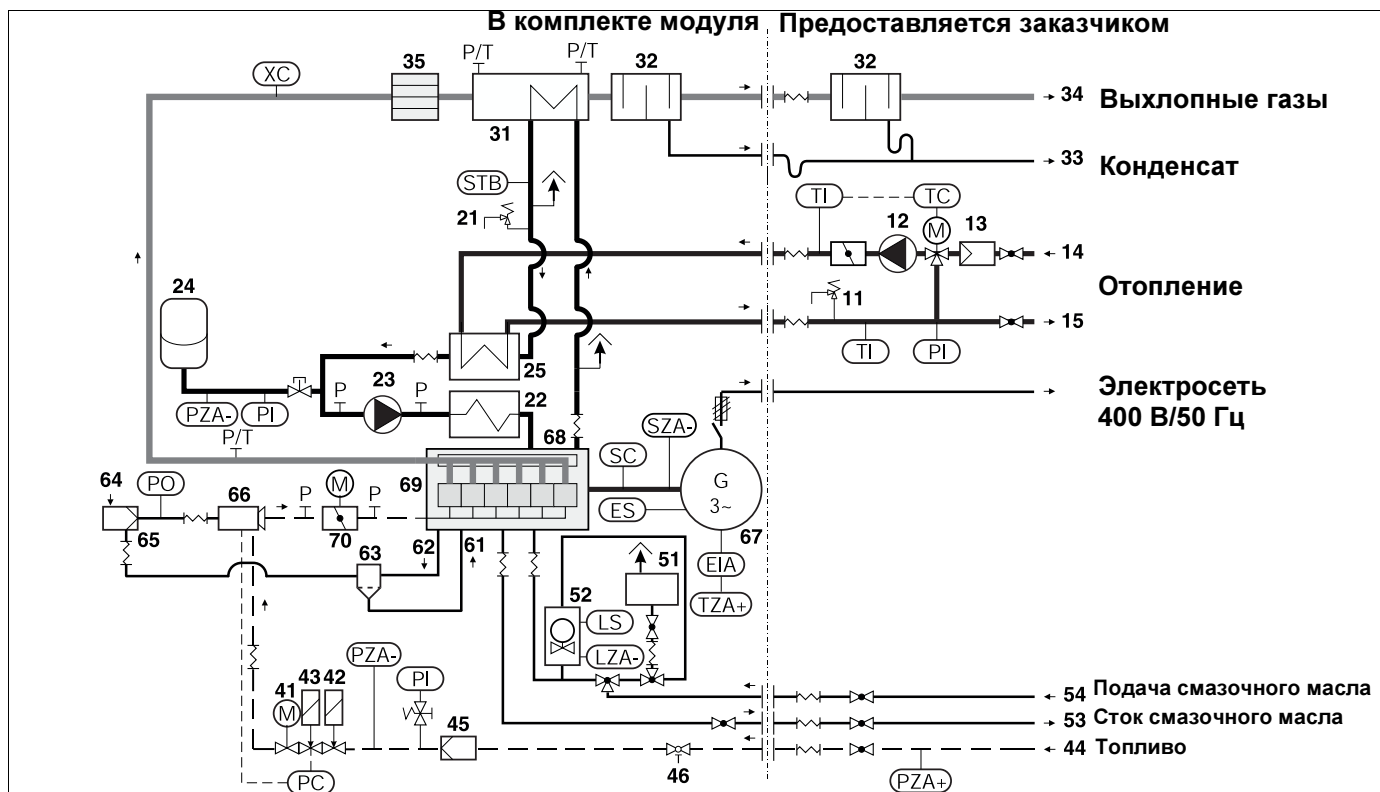 В комплекте модуля
Предоставляется заказчиком
P/T
P/T
35
32
32
XC
34 Выхлопные газы
31
33 Конденсат
STB
TI
TC
21
12
M
13
14
24
11
Отопление
15
TI
PI
25
P
23
P
22
Электросеть
400 В/50 Гц
PZA-
PI
P/T
68
SZA-
SC
64
PO
66
P
M
P
69
G
3~
ES
65
70
62
61
67
63
51
EIA
52
LS
TZA+
LZA-
PZA-
PI
41
43
42
M
45
54 Подача смазочного масла
53 Сток смазочного масла
44 Топливо
46
PC
PZA+